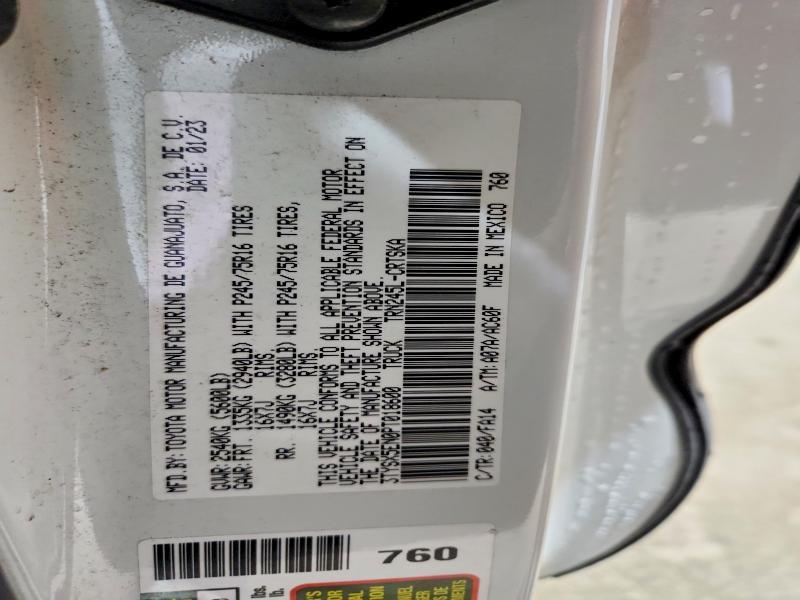 MFD.BY: TOYOTA MOTOR MANUFACTURING DE GUANAJUATO, S.A. DE C.V.
DATE: 01/23
GVWR: 2540KG (5600LB)
GAWR: FRT. 1335KG (2940LB) WITH P245/75R16 TIRES
16X7J RIMS,
RR. 1490KG (3280LB) WITH P245/75R16 TIRES,
16X7J RIMS,
THIS VEHICLE CONFORMS TO ALL APPLICABLE FEDERAL MOTOR
VEHICLE SAFETY AND THEFT PREVENTION STANDARDS IN EFFECT ON
THE DATE OF MANUFACTURE SHOWN ABOVE.
3TYSX5EN0PT018600 TRUCK TRN245L-CRTSKA
C/TR: 040/FA14 A/TM: A07A/AC60F MADE IN MEXICO 760
760
lbs.
lb.